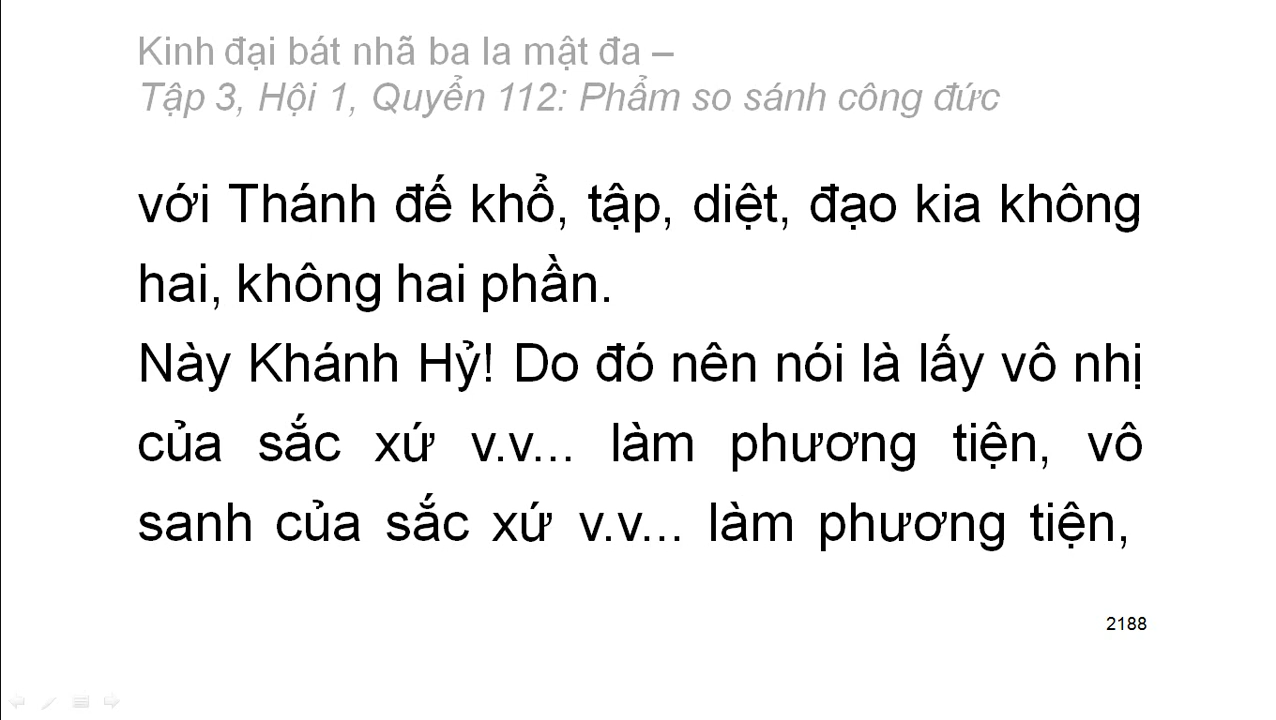 Kinh đại bát nhã ba la mật đa –
Tập 3, Hội 1, Quyển 112: Phẩm so sánh công đức
với Thánh đế khổ, tập, diệt, đạo kia không
hai, không hai phần.
Này Khánh Hỷ! Do đó nên nói là lấy vô nhị
của sắc xứ v.v... làm phương tiện, vô
sanh của sắc xứ v.v... làm phương tiện,
2188